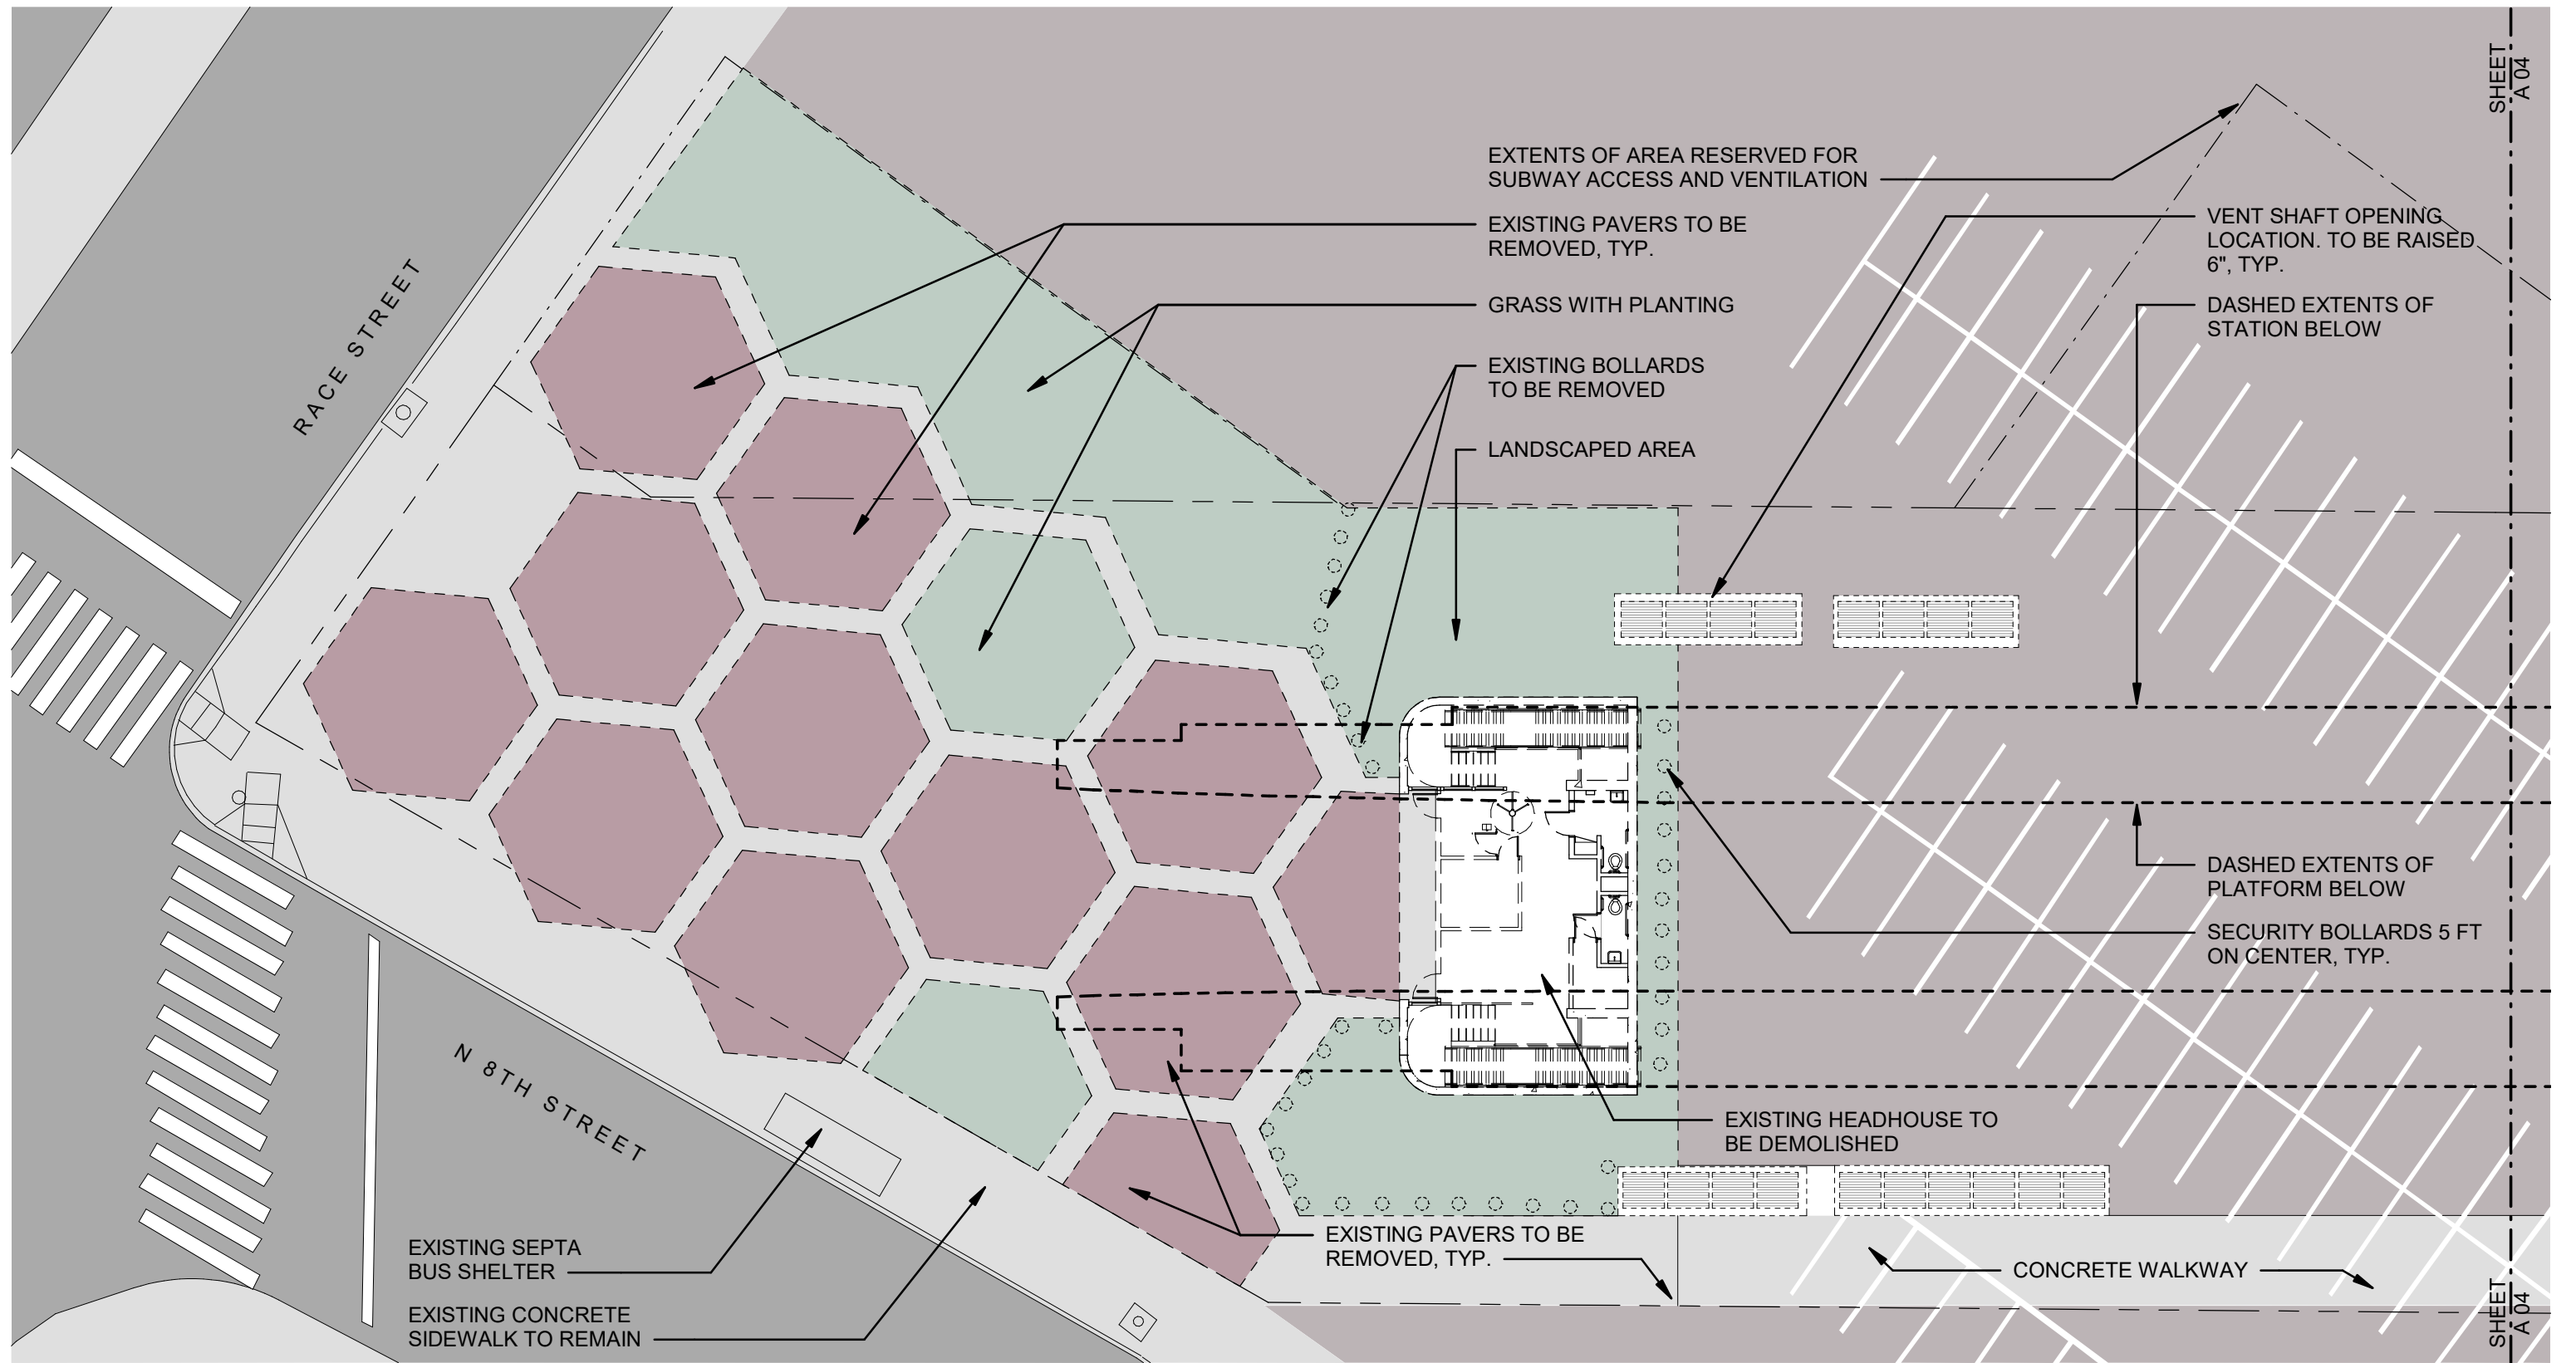 SHEET
A 04
EXTENTS OF AREA RESERVED FOR
SUBWAY ACCESS AND VENTILATION
EXISTING PAVERS TO BE
REMOVED, TYP.
GRASS WITH PLANTING
EXISTING BOLLARDS
TO BE REMOVED
LANDSCAPED AREA
VENT SHAFT OPENING
LOCATION. TO BE RAISED
6", TYP.
DASHED EXTENTS OF
STATION BELOW
RACE STREET
DASHED EXTENTS OF
PLATFORM BELOW
SECURITY BOLLARDS 5 FT
ON CENTER, TYP.
N 8TH STREET
EXISTING HEADHOUSE TO
BE DEMOLISHED
EXISTING PAVERS TO BE
REMOVED, TYP.
CONCRETE WALKWAY
EXISTING SEPTA
BUS SHELTER
EXISTING CONCRETE
SIDEWALK TO REMAIN
SHEET
A 04